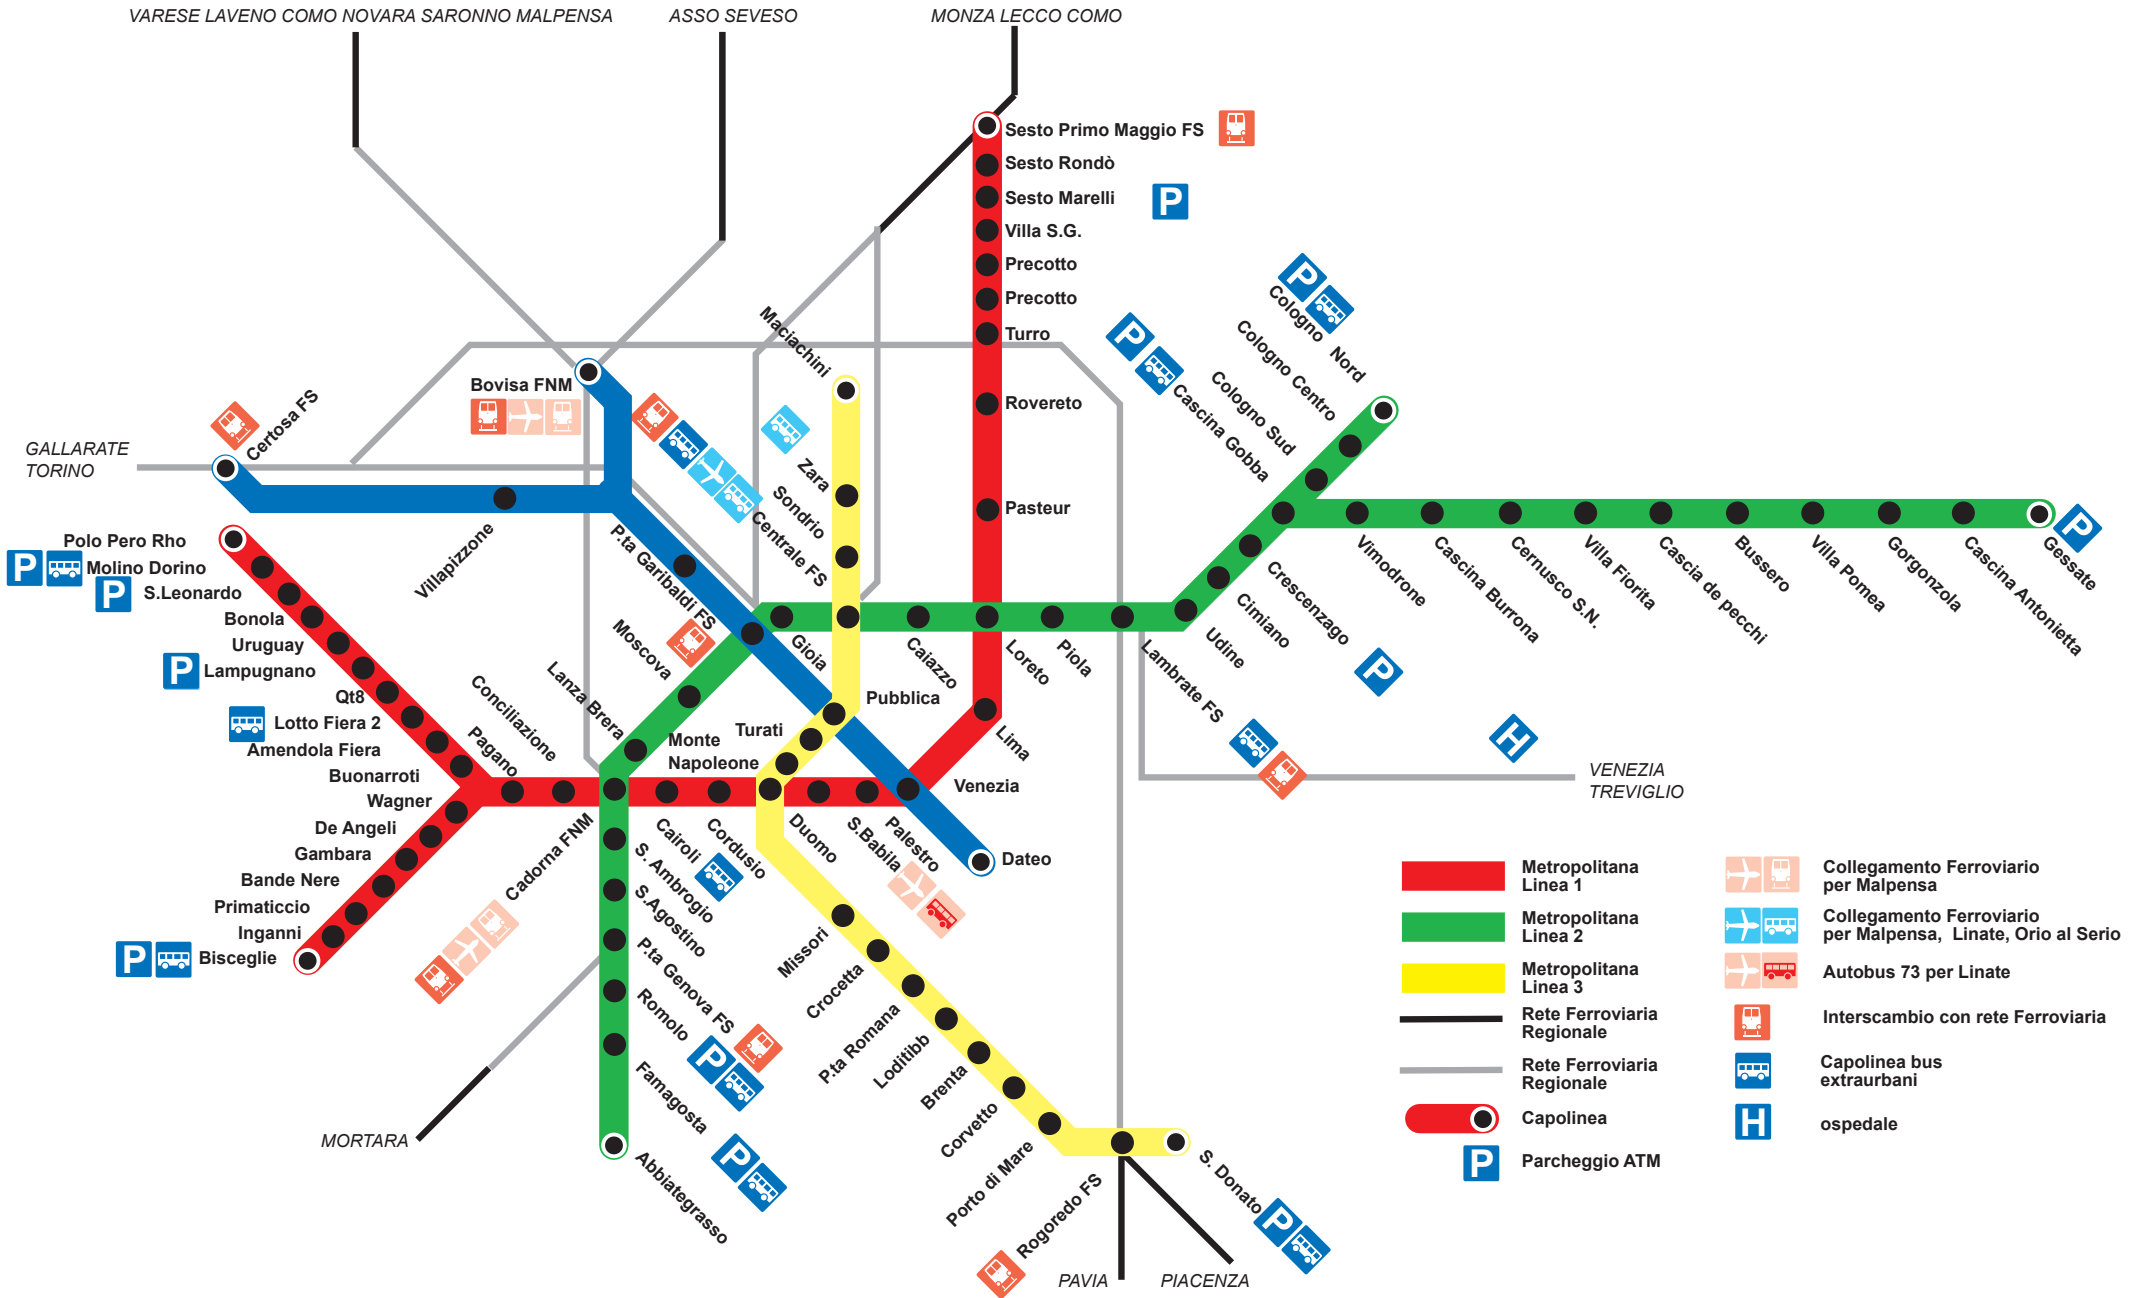 VARESE LAVENO COMO NOVARA SARONNO MALPENSA
ASSO SEVESO
MONZA LECCO COMO
Sesto Primo Maggio FS
Sesto Rondò
Sesto Marelli
P
Villa S.G.
Precotto
Precotto
Turro
Rovereto
Pasteur
Maciachini
Zara
Sondrio
Centrale FS
Bovisa FNM
Certosa FS
GALLARATE
TORINO
Villapizzone
P.ta Garibaldi FS
Moscova
Lanza Brera
Gioia
Caiazzo
Loreto
Piola
Lambrate FS
Udine
Cimiano
Crescenzago
P
P
Cascina Gobba
Cologno Sud
Cologno Centro
P
Cologno Nord
Vimodrone
Cascina Burrona
Cernusco S.N.
Villa Fiorita
Cascia de pecchi
Bussero
Villa Pomea
Gorgonzola
Cascina Antonietta
Gessate
P
H
VENEZIA
TREVIGLIO
Polo Pero Rho
P
Molino Dorino
P
S.Leonardo
Bonola
Uruguay
P
Lampugnano
Qt8
Lotto Fiera 2
Amendola Fiera
Buonarroti
Wagner
De Angeli
Gambara
Bande Nere
Primaticcio
Inganni
P
Bisceglie
Pagano
Conciliazione
Cadorna FNM
Cairoli
Cordusio
Duomo
S.Babila
Palestro
Venezia
Lima
Dateo
Pubblica
Turati
Monte
Napoleone
S. Ambrogio
S.Agostino
P.ta Genova FS
Romolo
P
Famagosta
P
Abbiategrasso
MORTARA
Missori
Crocetta
P.ta Romana
Loditibb
Brenta
Corvetto
Porto di Mare
Rogoredo FS
S. Donato
P
PAVIA
PIACENZA
Metropolitana
Linea 1
Metropolitana
Linea 2
Metropolitana
Linea 3
Rete Ferroviaria
Regionale
Rete Ferroviaria
Regionale
Capolinea
P
Parcheggio ATM
Collegamento Ferroviario
per Malpensa
Collegamento Ferroviario
per Malpensa, Linate, Orio al Serio
Autobus 73 per Linate
Interscambio con rete Ferroviaria
Capolinea bus
extraurbani
H
ospedale